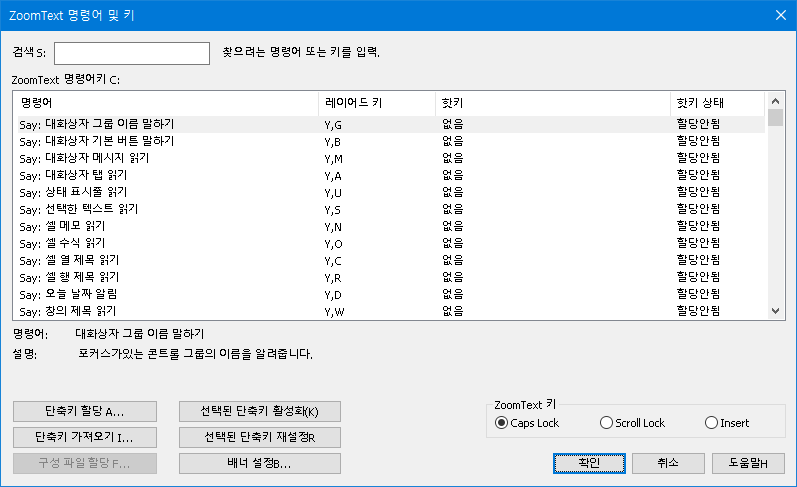 ZoomText 명령어 및 키
검색 S: 찾으려는 명령어 또는 키를 입력.
ZoomText 명령어키 C:
명령어 레이어드 키 핫키 핫키 상태
Say: 대화상자 그룹 이름 말하기 Y,G 없음 할당안됨
Say: 대화상자 기본 버튼 말하기 Y,B 없음 할당안됨
Say: 대화상자 메시지 읽기 Y,M 없음 할당안됨
Say: 대화상자 탭 읽기 Y,A 없음 할당안됨
Say: 상태 표시줄 읽기 Y,U 없음 할당안됨
Say: 선택한 텍스트 읽기 Y,S 없음 할당안됨
Say: 셀 메모 읽기 Y,N 없음 할당안됨
Say: 셀 수식 읽기 Y,O 없음 할당안됨
Say: 셀 열 제목 읽기 Y,C 없음 할당안됨
Say: 셀 행 제목 읽기 Y,R 없음 할당안됨
Say: 오늘 날짜 알림 Y,D 없음 할당안됨
Say: 창의 제목 읽기 Y,W 없음 할당안됨
명령어: 대화상자 그룹 이름 말하기
설명: 포커스가있는 콘트롤 그룹의 이름을 알려줍니다.
단축키 할당 A... 선택된 단축키 활성화(K)
단축키 가져오기 I... 선택된 단축키 재설정R
구성 파일 할당 F... 배너 설정B...
ZoomText 키
Caps Lock Scroll Lock Insert
확인 취소 도움말H